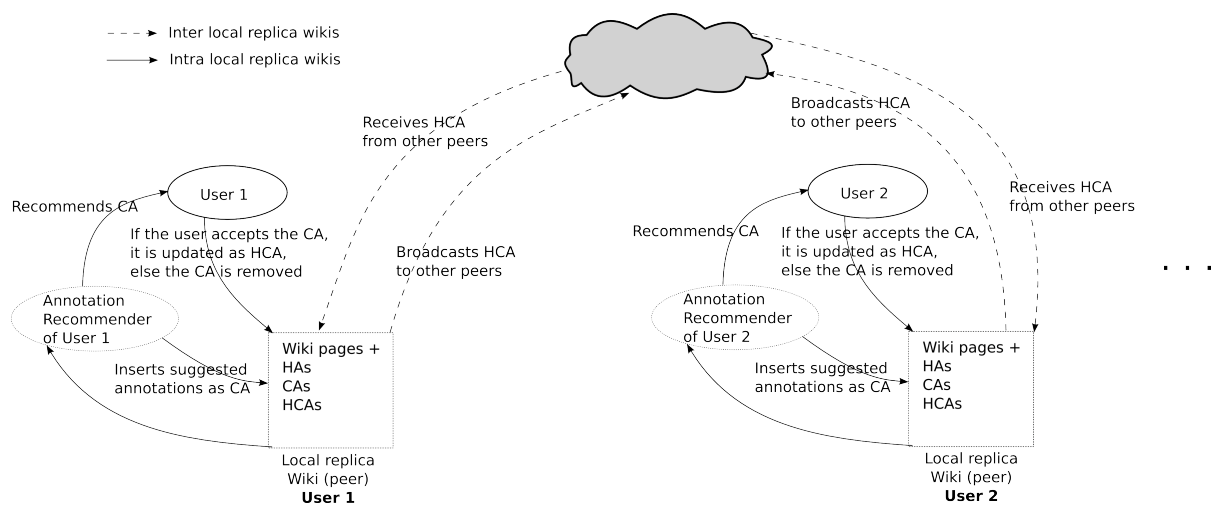 Inter local replica wikis
Intra local replica wikis
Receives HCA
from other peers
Broadcasts HCA
to other peers
User 1
Recommends CA
If the user accepts the CA,
it is updated as HCA,
else the CA is removed
Broadcasts HCA
to other peers
Annotation
Recommender
of User 1
Inserts suggested
annotations as CA
Wiki pages +
HAs
CAs
HCAs
Local replica
Wiki (peer)
User 1
User 2
Receives HCA
from other peers
Recommends CA
If the user accepts the CA,
it is updated as HCA,
else the CA is removed
. . .
Annotation
Recommender
of User 2
Inserts suggested
annotations as CA
Wiki pages +
HAs
CAs
HCAs
Local replica
Wiki (peer)
User 2